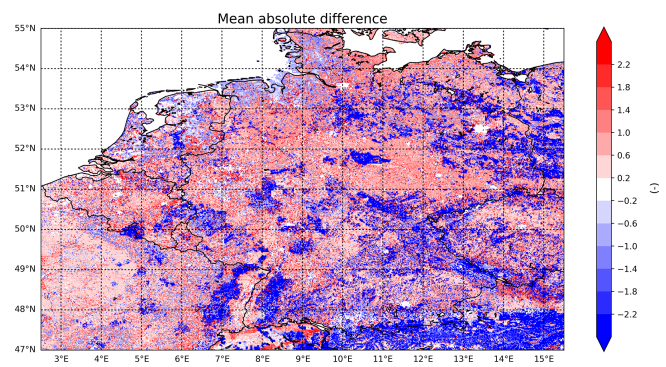 Mean absolute difference
55°N
54°N
53°N
52°N
51°N
50°N
49°N
48°N
47°N
3°E 4°E 5°E 6°E 7°E 8°E 9°E 10°E 11°E 12°E 13°E 14°E 15°E
2.2
1.8
1.4
1.0
0.6
0.2
−0.2
−0.6
−1.0
−1.4
−1.8
−2.2
(-)